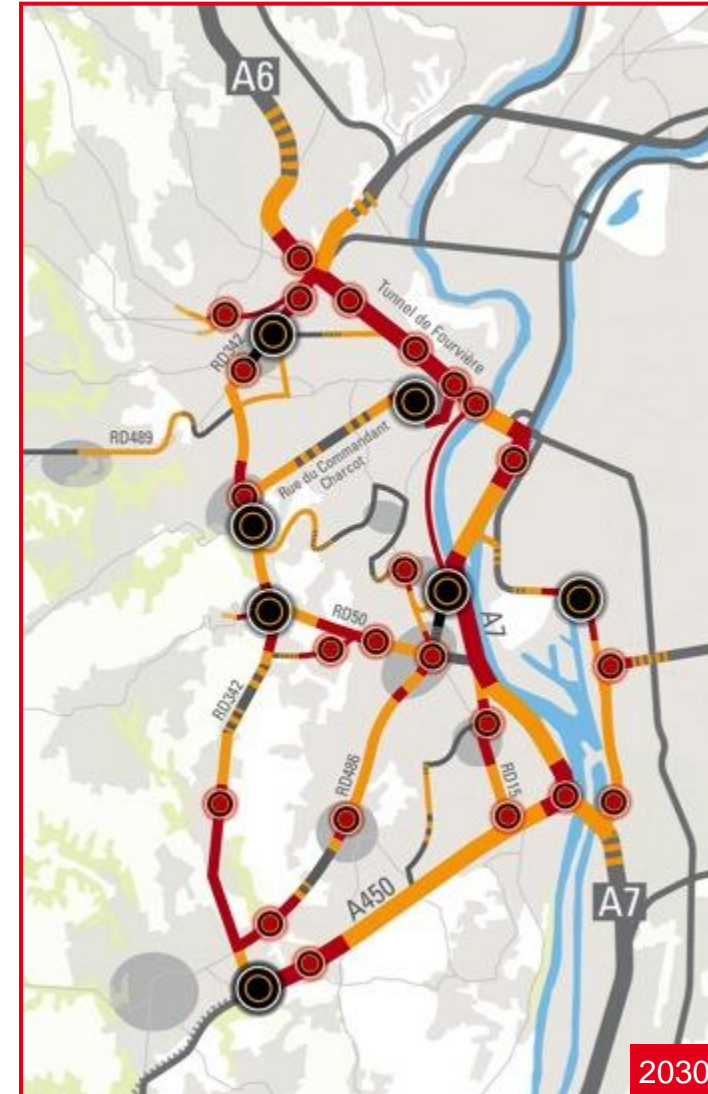 A6
Tunnel de Fourvière
RD342
RD489
Rue du Commandant
Charcot
RD50
A7
RD342
RD486
RD15
A450
A7
2030